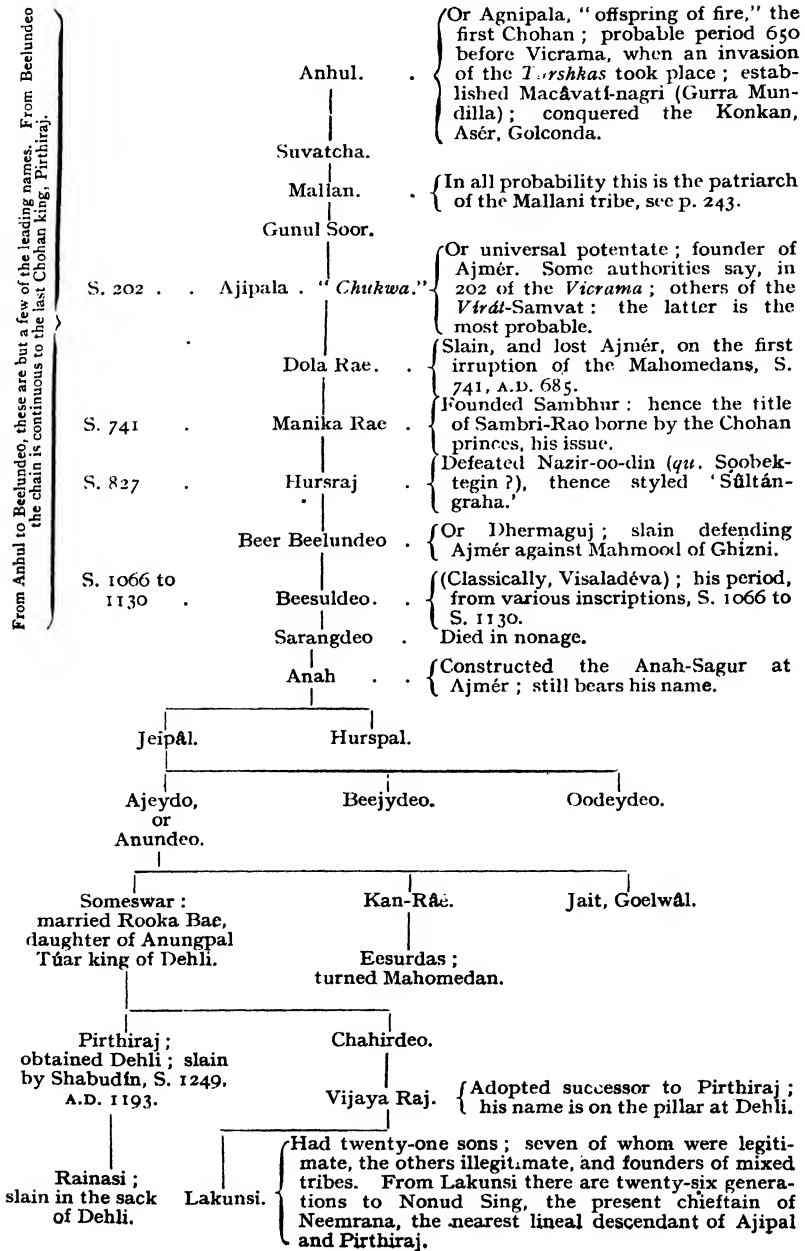 From Anhul to Beelundeo, these are but a few of the leading names. From Beelundeo
the chain is continuous to the last Chohan king, Pirthiraj.
Anhul. .
Or Agnipala, "offspring of fire," the
first Chohan ; probable period 650
before Vicrama, when an invasion
of the Turshkas took place ; estab-
lished Macâvatí-nagri (Gurra Mun-
dilla) ; conquered the Konkan,
Asér, Golconda.
Suvatcha.
Mallan. .
In all probability this is the patriarch
of the Mallani tribe, see p. 243.
Gunul Soor.
S. 202 . . Ajipala . "Chukwa."
Or universal potentate ; founder of
Ajmér. Some authorities say, in
202 of the Vicrama ; others of the
Virát-Samvat : the latter is the
most probable.
Dola Rae. .
Slain, and lost Ajmér, on the first
irruption of the Mahomedans, S.
741, A.D. 685.
S. 741 . Manika Rae .
Founded Sambhur : hence the title
of Sambri-Rao borne by the Chohan
princes, his issue.
S. 827 . Hursraj .
Defeated Nazir-oo-din (qu. Soobek-
tegin ?), thence styled 'Sûltán-
graha.'
Beer Beelundeo .
Or Dhermaguj ; slain defending
Ajmér against Mahmood of Ghizni.
S. 1066 to
1130 . Beesuldeo. .
(Classically, Visaladéva) ; his period,
from various inscriptions, S. 1066 to
S. 1130.
Sarangdeo . Died in nonage.
Anah . .
Constructed the Anah-Sagur at
Ajmér ; still bears his name.
Jeipâl. Hurspal.
Ajeydo, Beejydeo. Oodeydeo.
or
Anundeo.
Someswar : Kan-Râe. Jait, Goelwâl.
married Rooka Bae,
daughter of Anungpal
Túar king of Dehli.
Eesurdas ;
turned Mahomedan.
Pirthiraj ; Chahirdeo.
obtained Dehli ; slain
by Shabudín, S. 1249,
A.D. 1193.
Vijaya Raj.
Adopted successor to Pirthiraj ;
his name is on the pillar at Dehli.
Rainasi ;
slain in the sack
of Dehli.
Lakunsi.
Had twenty-one sons ; seven of whom were legiti-
mate, the others illegitimate, and founders of mixed
tribes. From Lakunsi there are twenty-six genera-
tions to Nonud Sing, the present chieftain of
Neemrana, the nearest lineal descendant of Ajipal
and Pirthiraj.